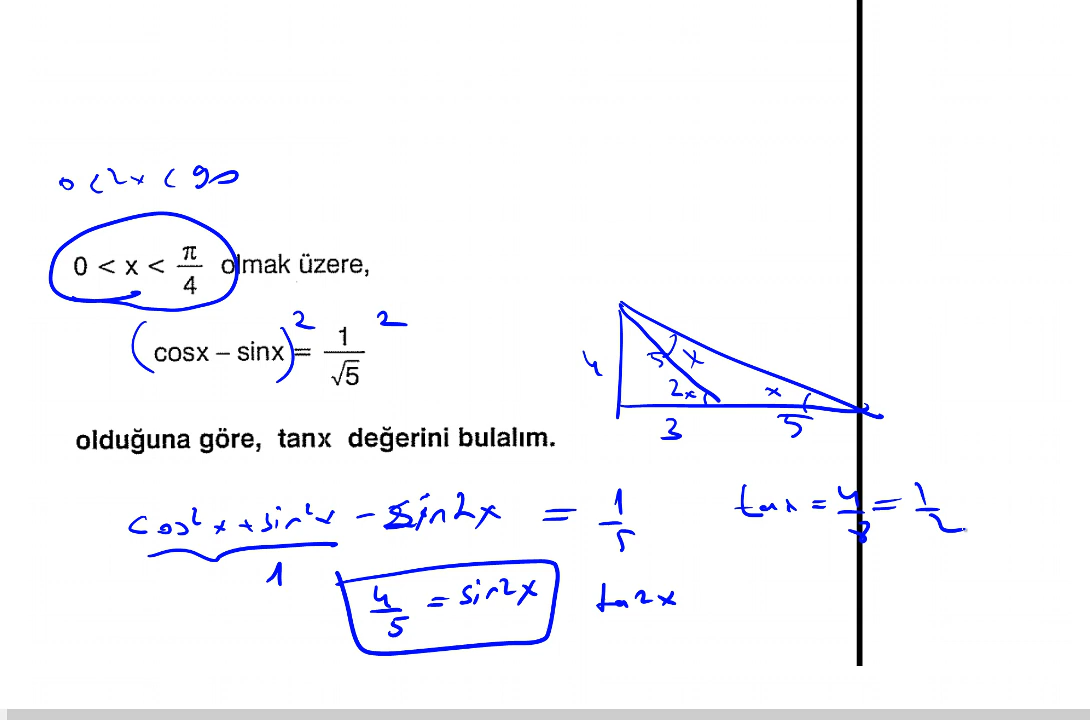 0 < 2x < 90
0 < x < π/4 olmak üzere,
(cosx – sinx)² = 1/√5 ²
olduğuna göre, tanx değerini bulalım.
4
5
x
2x
x
3
5
cos²x + sin²x - sin2x = 1/5
1
4/5 = sin2x
tan2x
tanx = 4/8 = 1/2